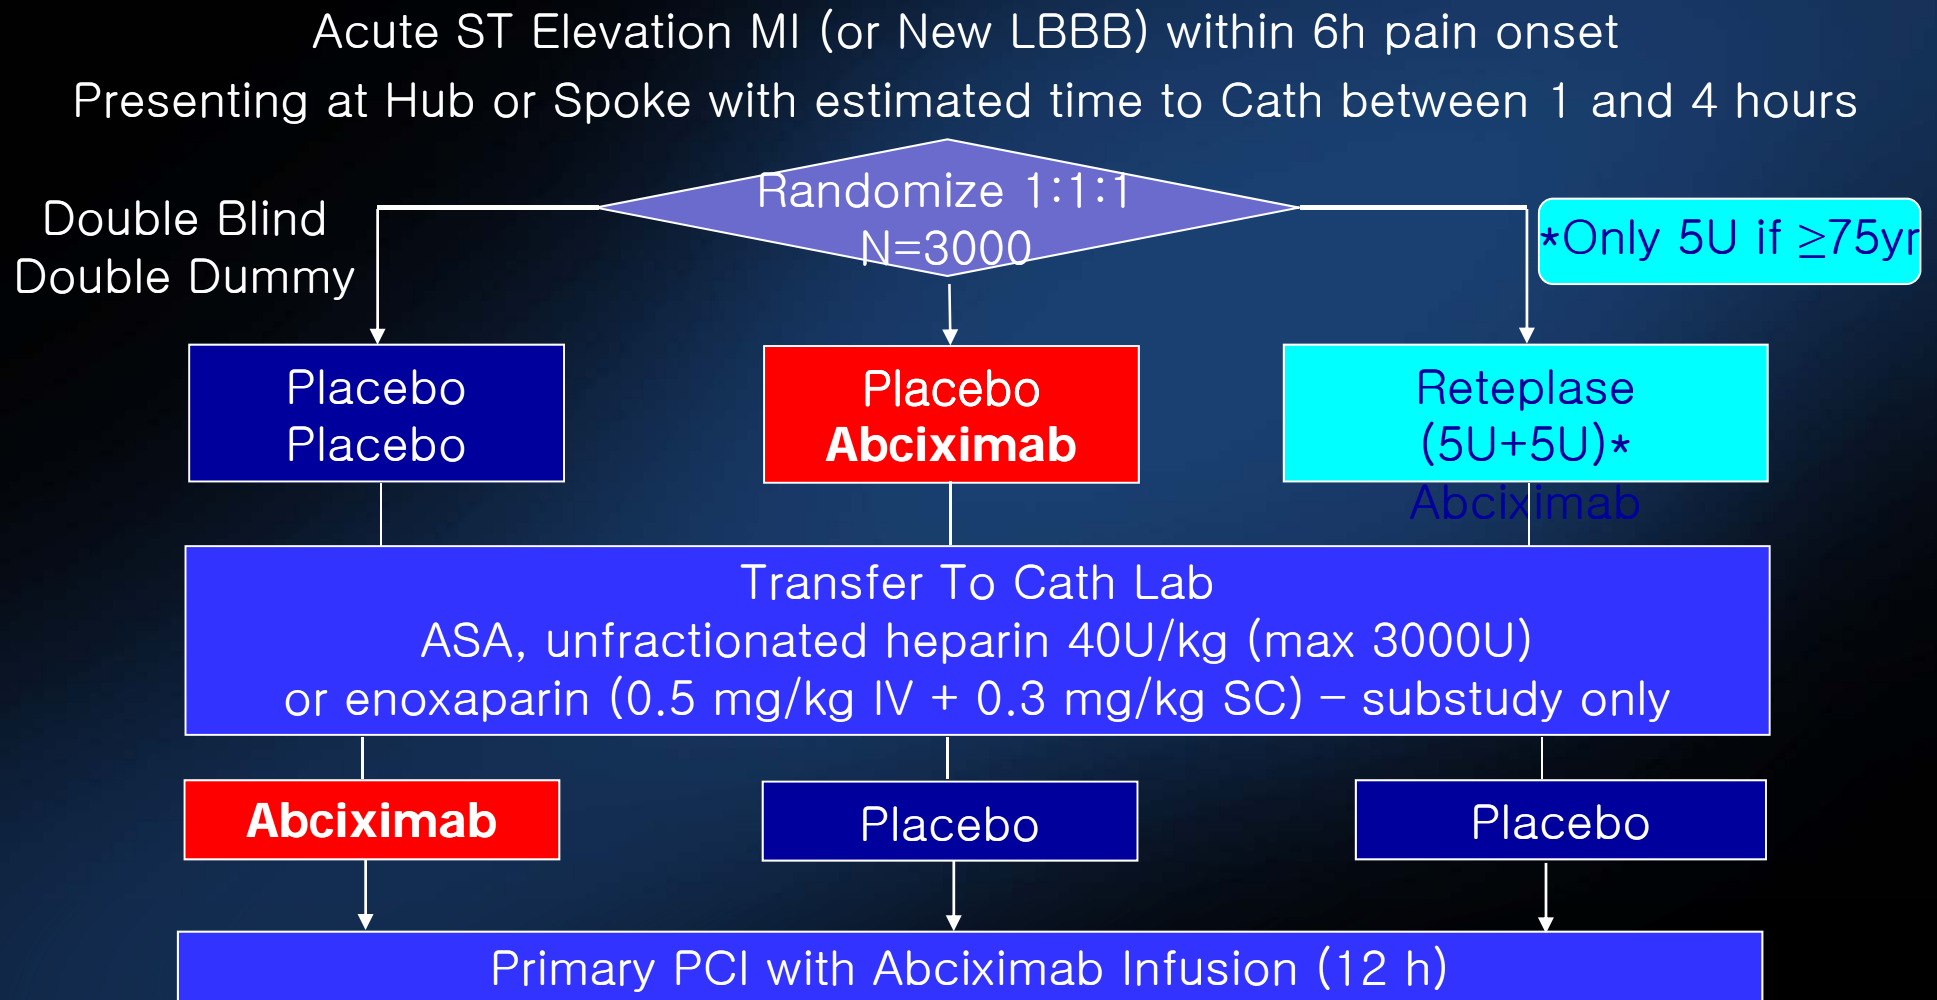 Acute ST Elevation MI (or New LBBB) within 6h pain onset
Presenting at Hub or Spoke with estimated time to Cath between 1 and 4 hours
Randomize 1:1:1
N=3000
Double Blind
Double Dummy
*Only 5U if ≥75yr
Placebo
Placebo
Placebo
Abciximab
Reteplase
(5U+5U)*
Abciximab
Transfer To Cath Lab
ASA, unfractionated heparin 40U/kg (max 3000U)
or enoxaparin (0.5 mg/kg IV + 0.3 mg/kg SC) – substudy only
Abciximab
Placebo
Placebo
Primary PCI with Abciximab Infusion (12 h)